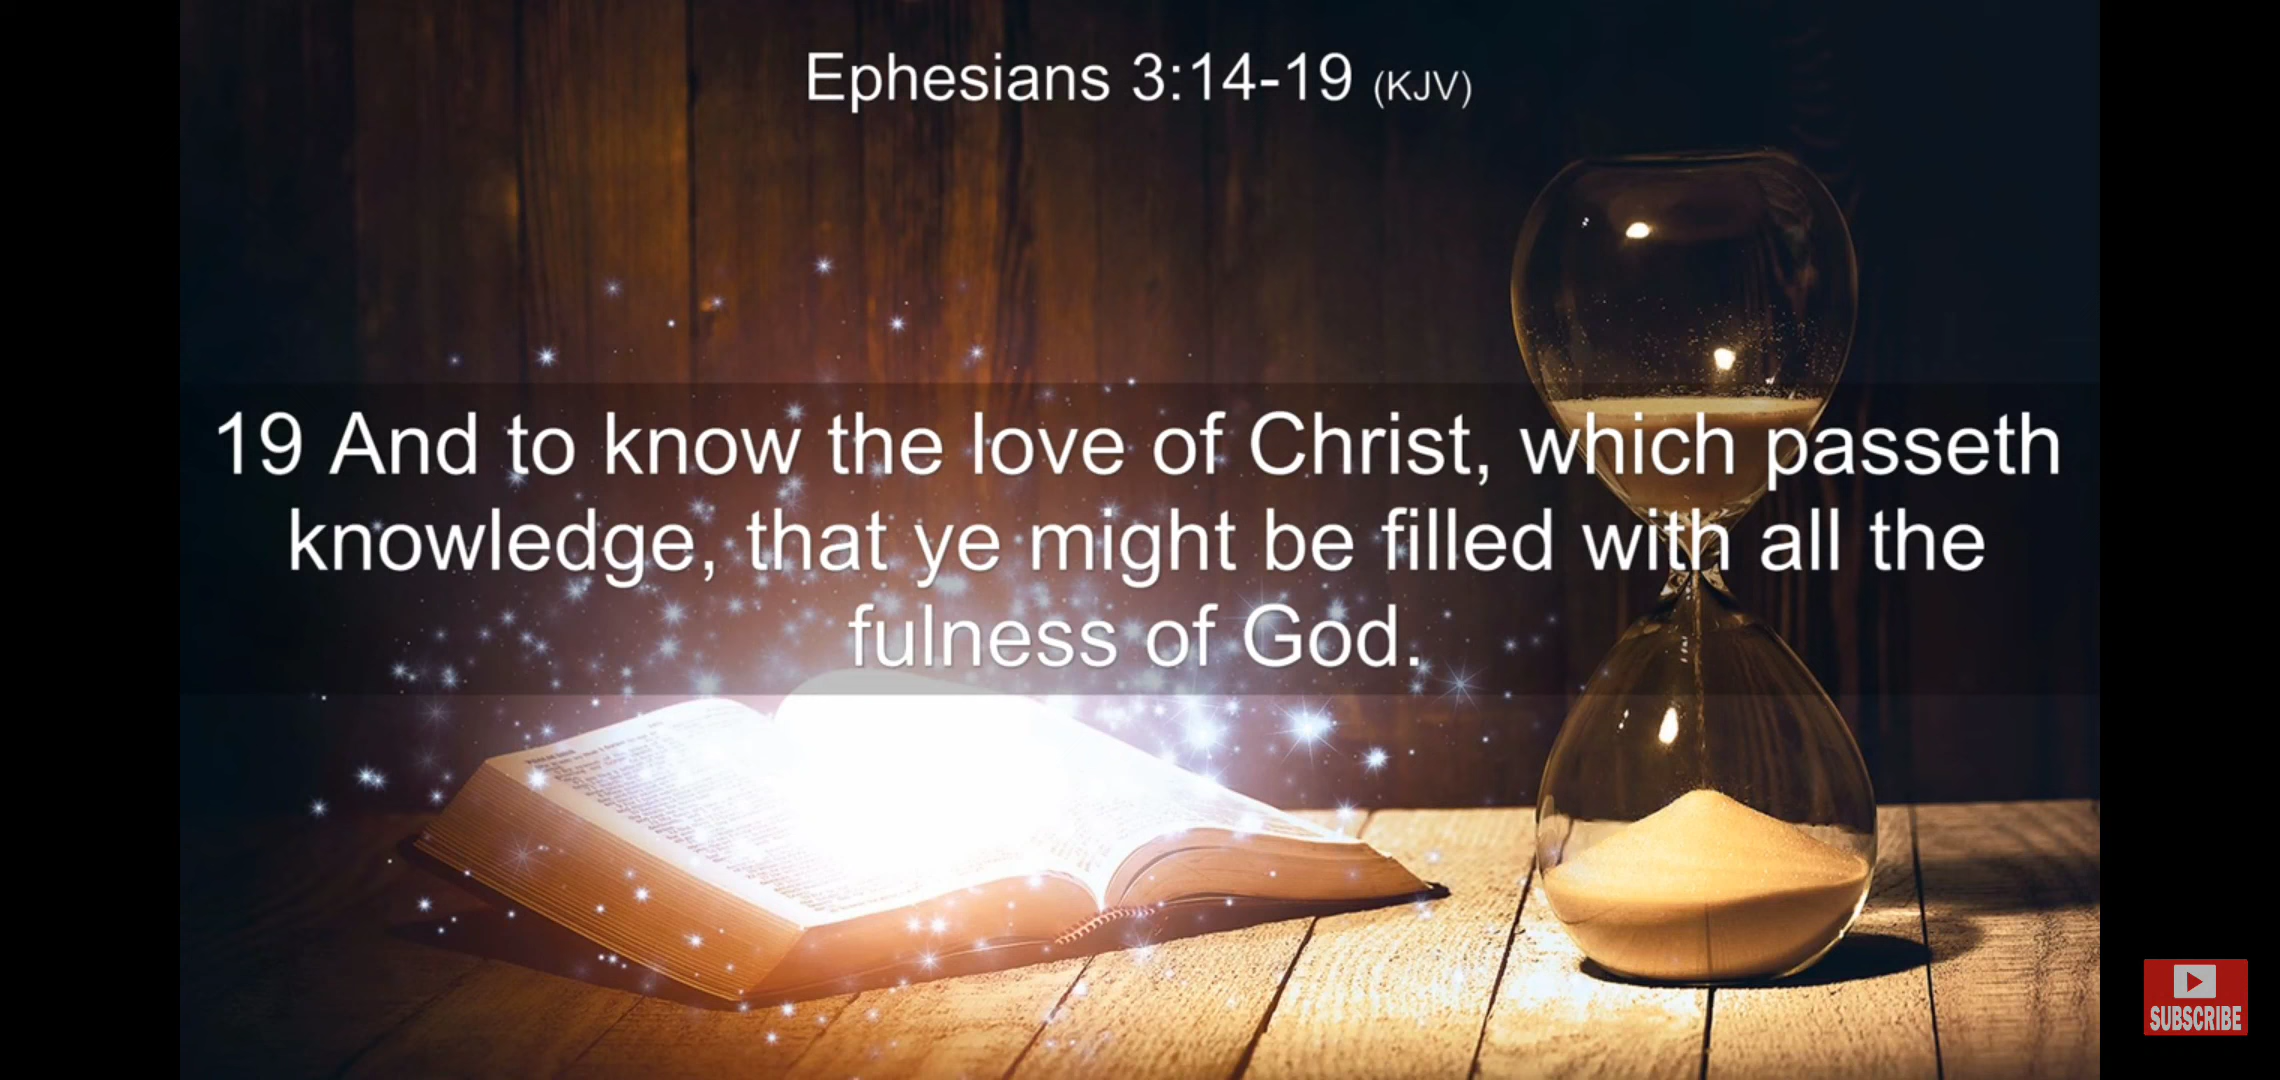 Ephesians 3:14-19 (KJV)
19 And to know the love of Christ, which passeth
knowledge, that ye might be filled with all the
fulness of God.
SUBSCRIBE